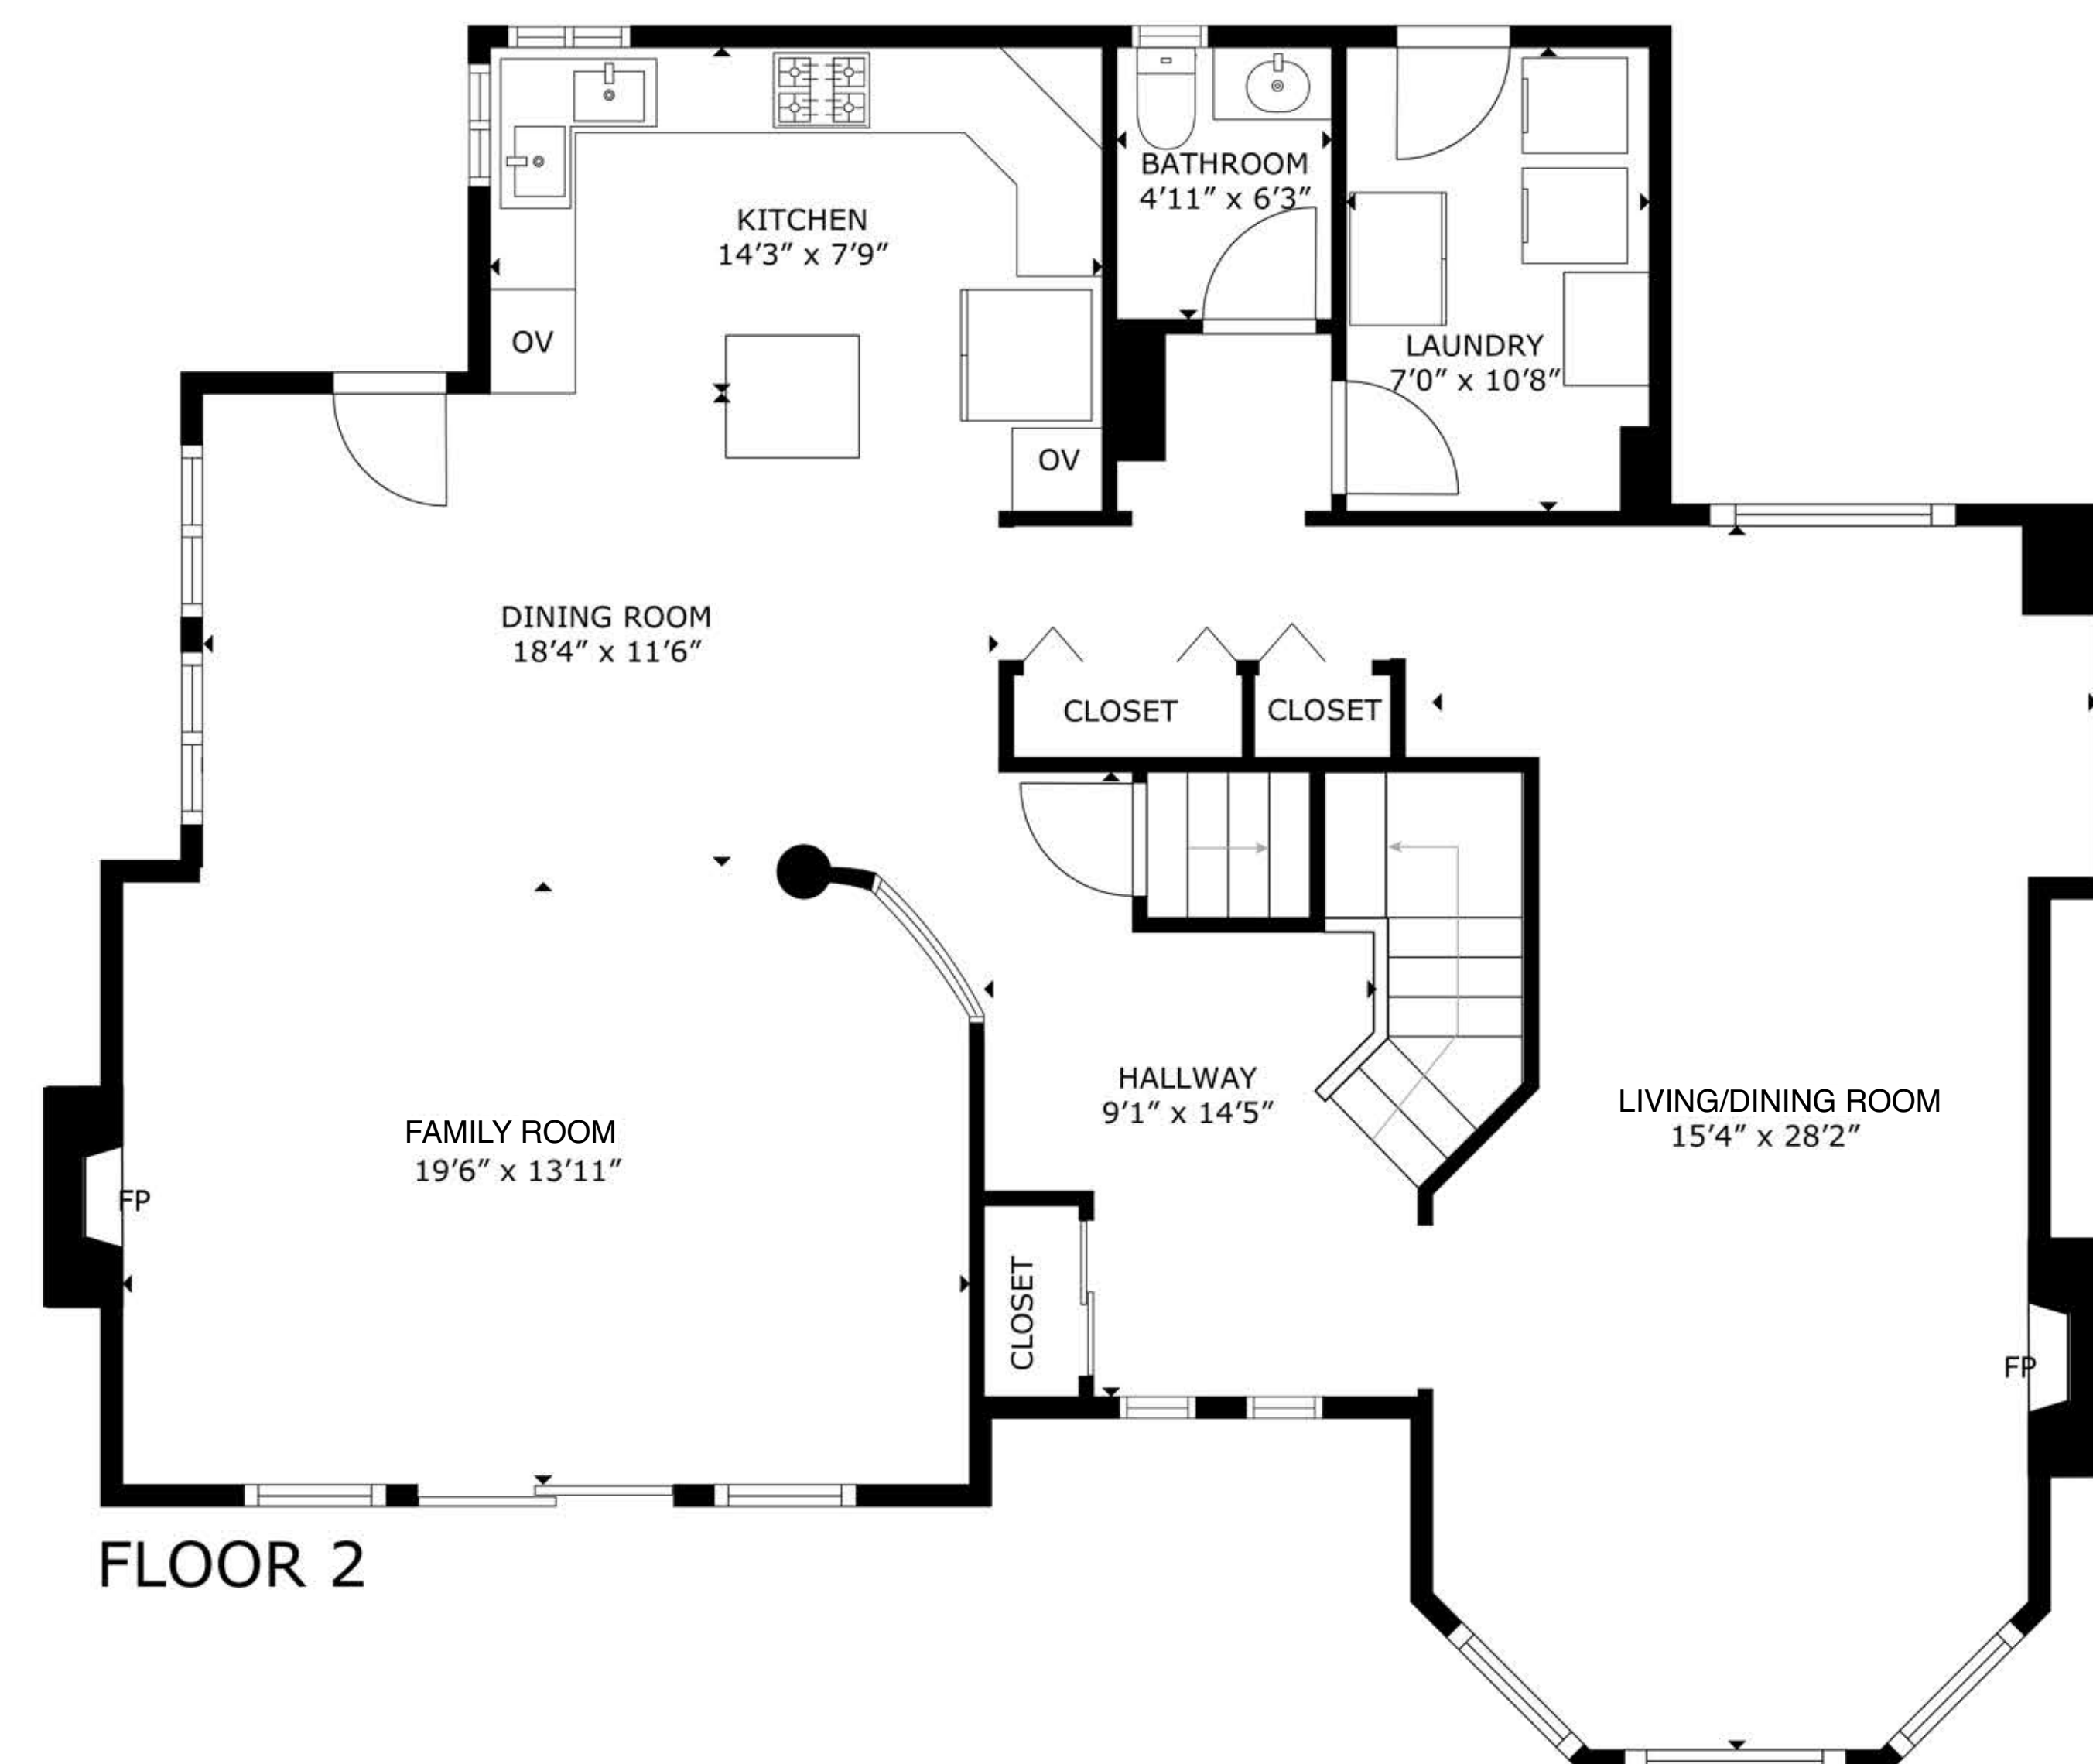 BATHROOM
4'11" x 6'3"
KITCHEN
14'3" x 7'9"
OV
LAUNDRY
7'0" x 10'8"
OV
DINING ROOM
18'4" x 11'6"
CLOSET
CLOSET
HALLWAY
9'1" x 14'5"
LIVING/DINING ROOM
15'4" x 28'2"
FAMILY ROOM
19'6" x 13'11"
FP
CLOSET
FP
FLOOR 2